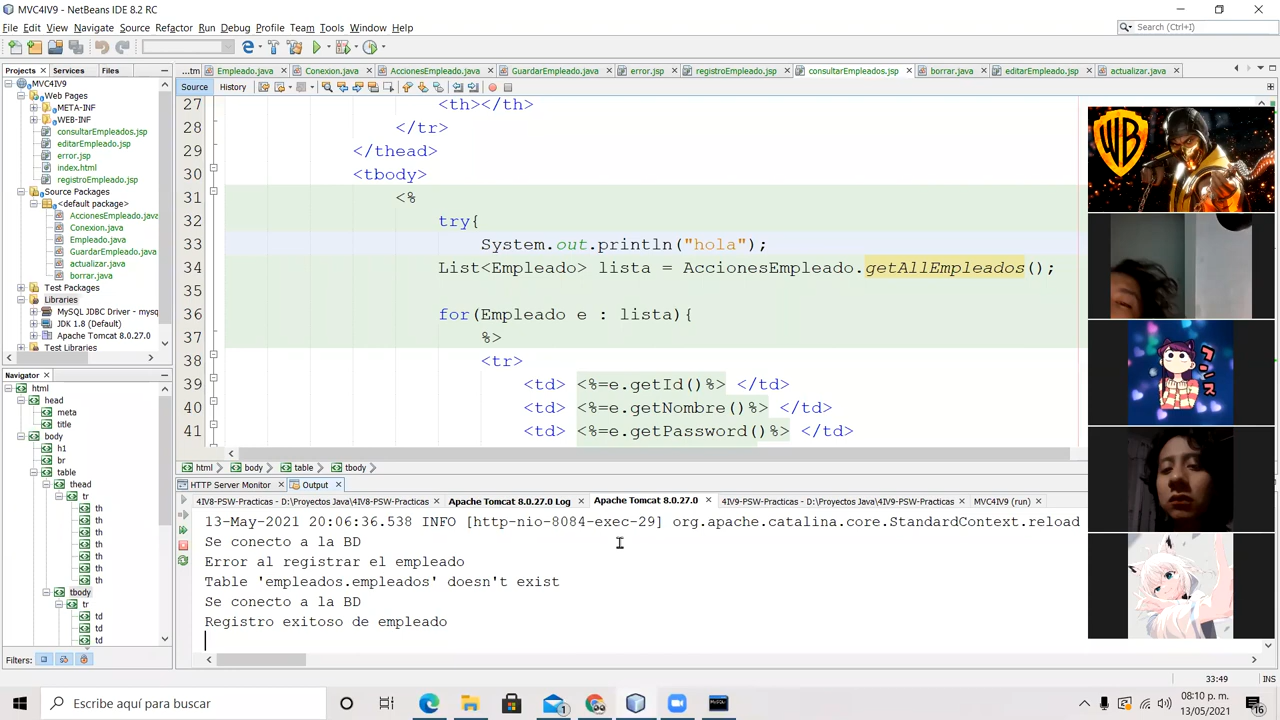 MVC4IV9 - NetBeans IDE 8.2 RC
File Edit View Navigate Source Refactor Run Debug Profile Team Tools Window Help
Search (Ctrl+I)
Projects Services Files
...tm Empleado.java Conexion.java AccionesEmpleado.java GuardarEmpleado.java error.jsp registroEmpleado.jsp consultarEmpleados.jsp borrar.java editarEmpleado.jsp actualizar.java
Source History
MVC4IV9
Web Pages
META-INF
WEB-INF
consultarEmpleados.jsp
editarEmpleado.jsp
error.jsp
index.html
registroEmpleado.jsp
Source Packages
<default package>
AccionesEmpleado.java
Conexion.java
Empleado.java
GuardarEmpleado.java
actualizar.java
borrar.java
Test Packages
Libraries
MySQL JDBC Driver - mysq
JDK 1.8 (Default)
Apache Tomcat 8.0.27.0
Test Libraries
27 <th></th>
28 </tr>
29 </thead>
30 <tbody>
31 <%
32 try{
33 System.out.println("hola");
34 List<Empleado> lista = AccionesEmpleado.getAllEmpleados();
35
36 for(Empleado e : lista){
37 %>
38 <tr>
39 <td> <%=e.getId()%> </td>
40 <td> <%=e.getNombre()%> </td>
41 <td> <%=e.getPassword()%> </td>
html body table tbody
Navigator
html
head
meta
title
body
h1
br
table
thead
tr
th
th
th
th
th
th
th
tbody
tr
td
td
td
Filters:
HTTP Server Monitor Output
4IV8-PSW-Practicas - D:\Proyectos Java\4IV8-PSW-Practicas Apache Tomcat 8.0.27.0 Log Apache Tomcat 8.0.27.0 4IV9-PSW-Practicas - D:\Proyectos Java\4IV9-PSW-Practicas MVC4IV9 (run)
13-May-2021 20:06:36.538 INFO [http-nio-8084-exec-29] org.apache.catalina.core.StandardContext.reload
Se conecto a la BD
Error al registrar el empleado
Table 'empleados.empleados' doesn't exist
Se conecto a la BD
Registro exitoso de empleado
33:49 INS
WB
コンス
Escribe aquí para buscar
1
08:10 p. m.
13/05/2021
16